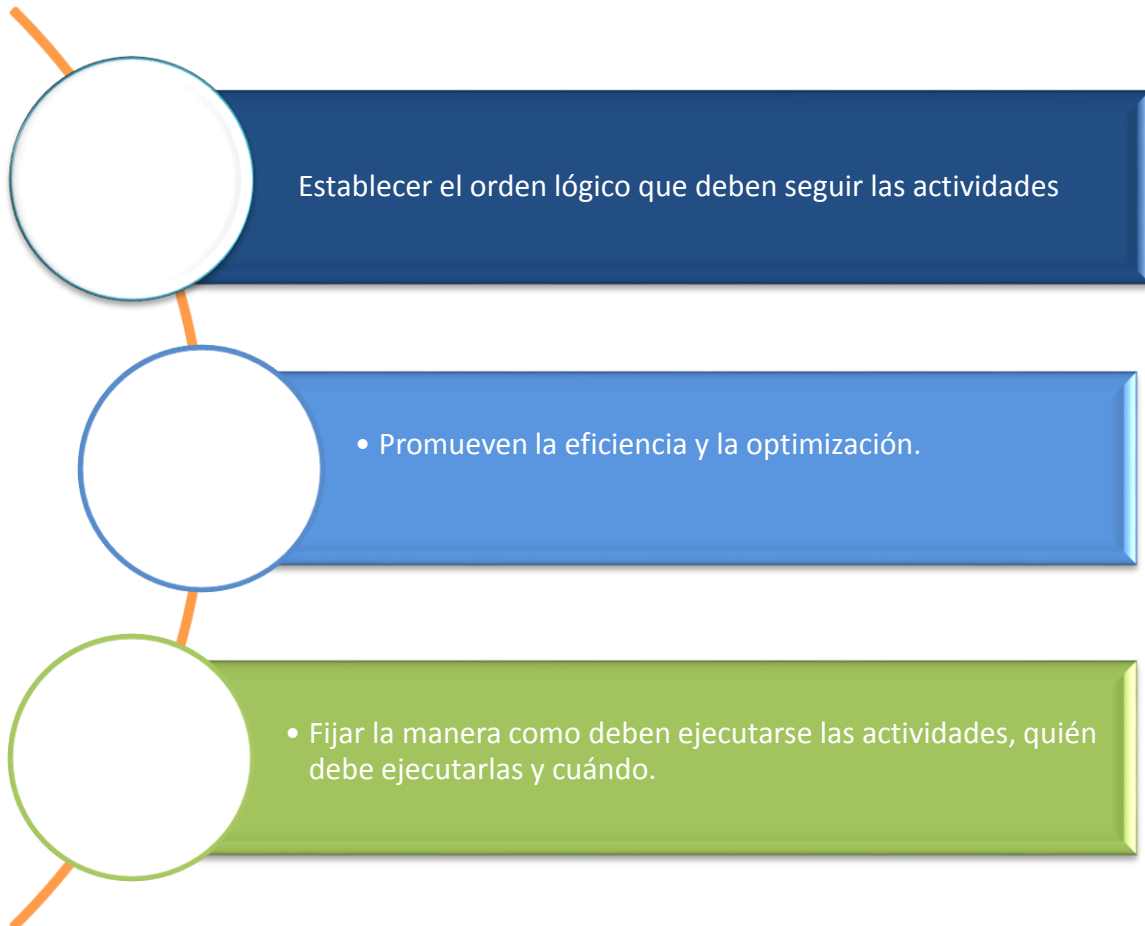 Establecer el orden lógico que deben seguir las actividades
• Promueven la eficiencia y la optimización.
• Fijar la manera como deben ejecutarse las actividades, quién
debe ejecutarlas y cuándo.